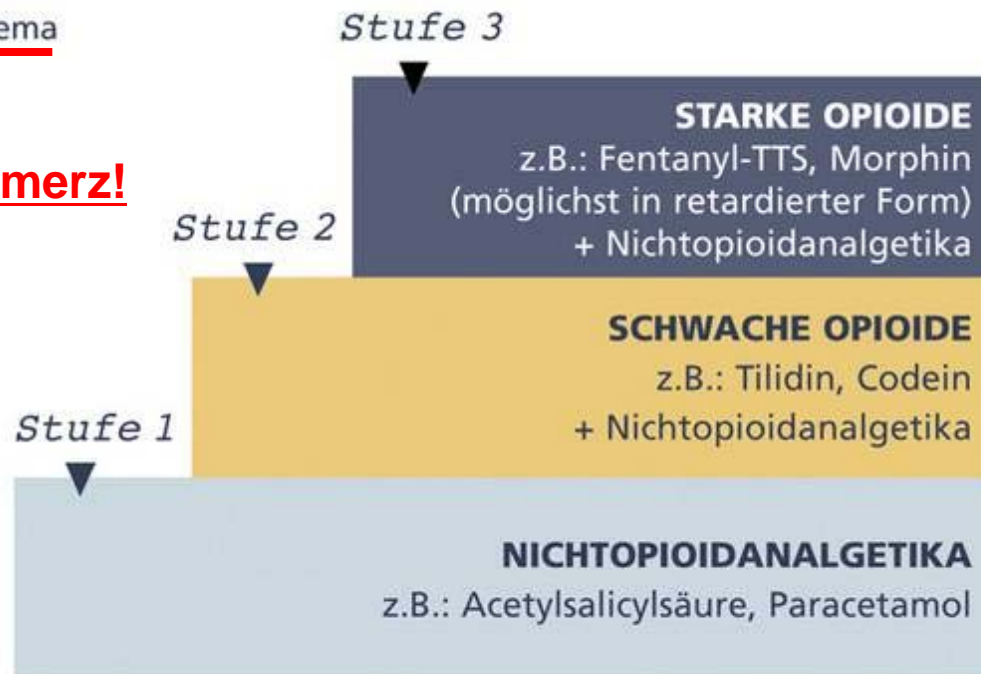 ema
Stufe 3
STARKE OPIOIDE
z.B.: Fentanyl-TTS, Morphin
(möglichst in retardierter Form)
+ Nichtopioidanalgetika
merz!
Stufe 2
SCHWACHE OPIOIDE
z.B.: Tilidin, Codein
+ Nichtopioidanalgetika
Stufe 1
NICHTOPIOIDANALGETIKA
z.B.: Acetylsalicylsäure, Paracetamol